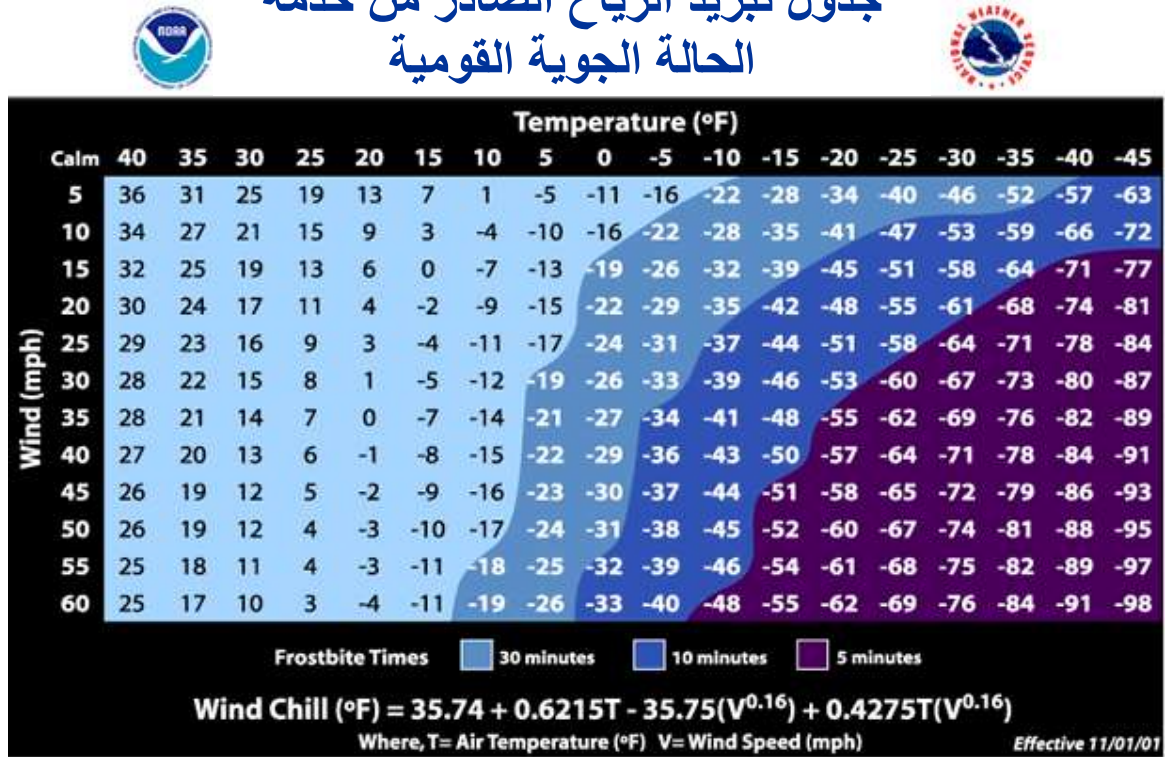 جدول تبريد الرياح الصادر من خدمة
الحالة الجوية القومية
NOAA
NATIONAL WEATHER SERVICE
Temperature (ºF)
Calm 40 35 30 25 20 15 10 5 0 -5 -10 -15 -20 -25 -30 -35 -40 -45
Wind (mph)
5 36 31 25 19 13 7 1 -5 -11 -16 -22 -28 -34 -40 -46 -52 -57 -63
10 34 27 21 15 9 3 -4 -10 -16 -22 -28 -35 -41 -47 -53 -59 -66 -72
15 32 25 19 13 6 0 -7 -13 -19 -26 -32 -39 -45 -51 -58 -64 -71 -77
20 30 24 17 11 4 -2 -9 -15 -22 -29 -35 -42 -48 -55 -61 -68 -74 -81
25 29 23 16 9 3 -4 -11 -17 -24 -31 -37 -44 -51 -58 -64 -71 -78 -84
30 28 22 15 8 1 -5 -12 -19 -26 -33 -39 -46 -53 -60 -67 -73 -80 -87
35 28 21 14 7 0 -7 -14 -21 -27 -34 -41 -48 -55 -62 -69 -76 -82 -89
40 27 20 13 6 -1 -8 -15 -22 -29 -36 -43 -50 -57 -64 -71 -78 -84 -91
45 26 19 12 5 -2 -9 -16 -23 -30 -37 -44 -51 -58 -65 -72 -79 -86 -93
50 26 19 12 4 -3 -10 -17 -24 -31 -38 -45 -52 -60 -67 -74 -81 -88 -95
55 25 18 11 4 -3 -11 -18 -25 -32 -39 -46 -54 -61 -68 -75 -82 -89 -97
60 25 17 10 3 -4 -11 -19 -26 -33 -40 -48 -55 -62 -69 -76 -84 -91 -98
Frostbite Times 30 minutes 10 minutes 5 minutes
Wind Chill (ºF) = 35.74 + 0.6215T - 35.75(V^0.16) + 0.4275T(V^0.16)
Where, T= Air Temperature (ºF) V= Wind Speed (mph) Effective 11/01/01